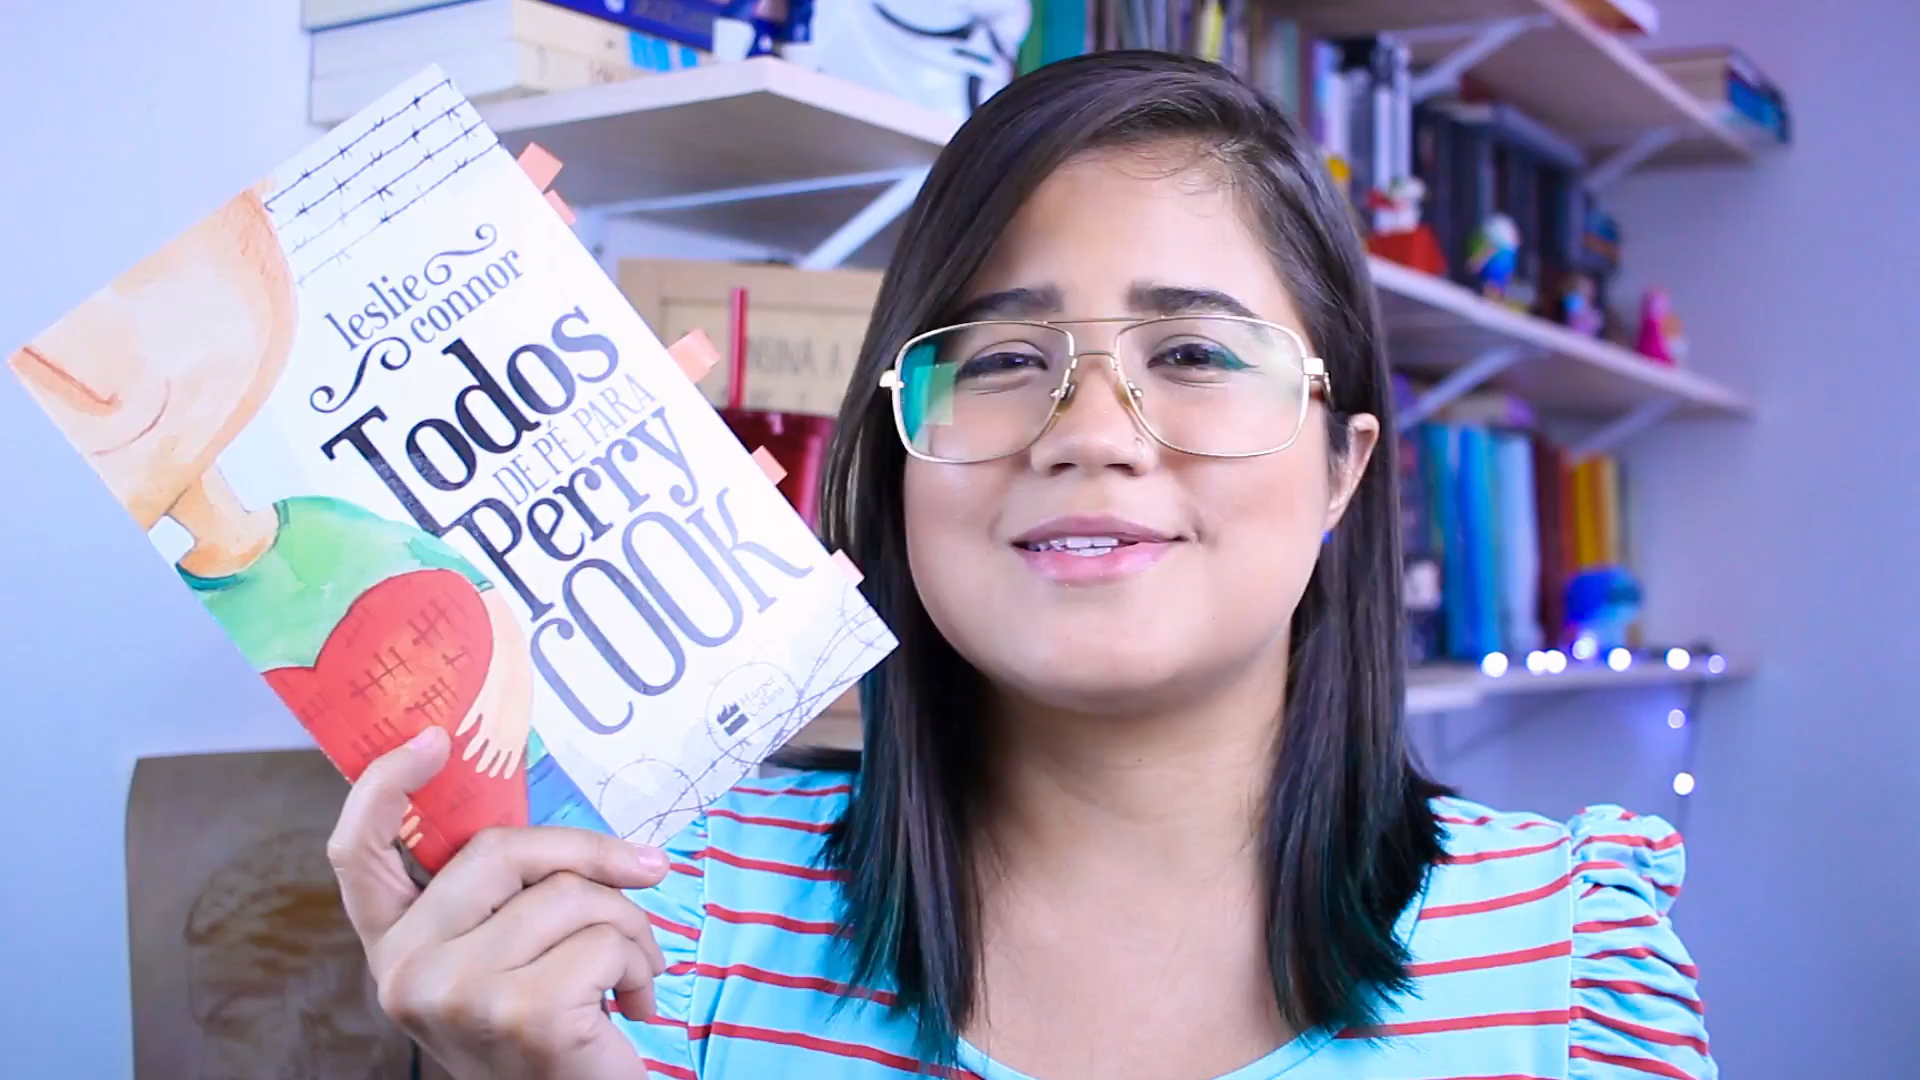 leslie
connor
Todos
DE PÉ PARA
Perry
COOK
Harper
Collins